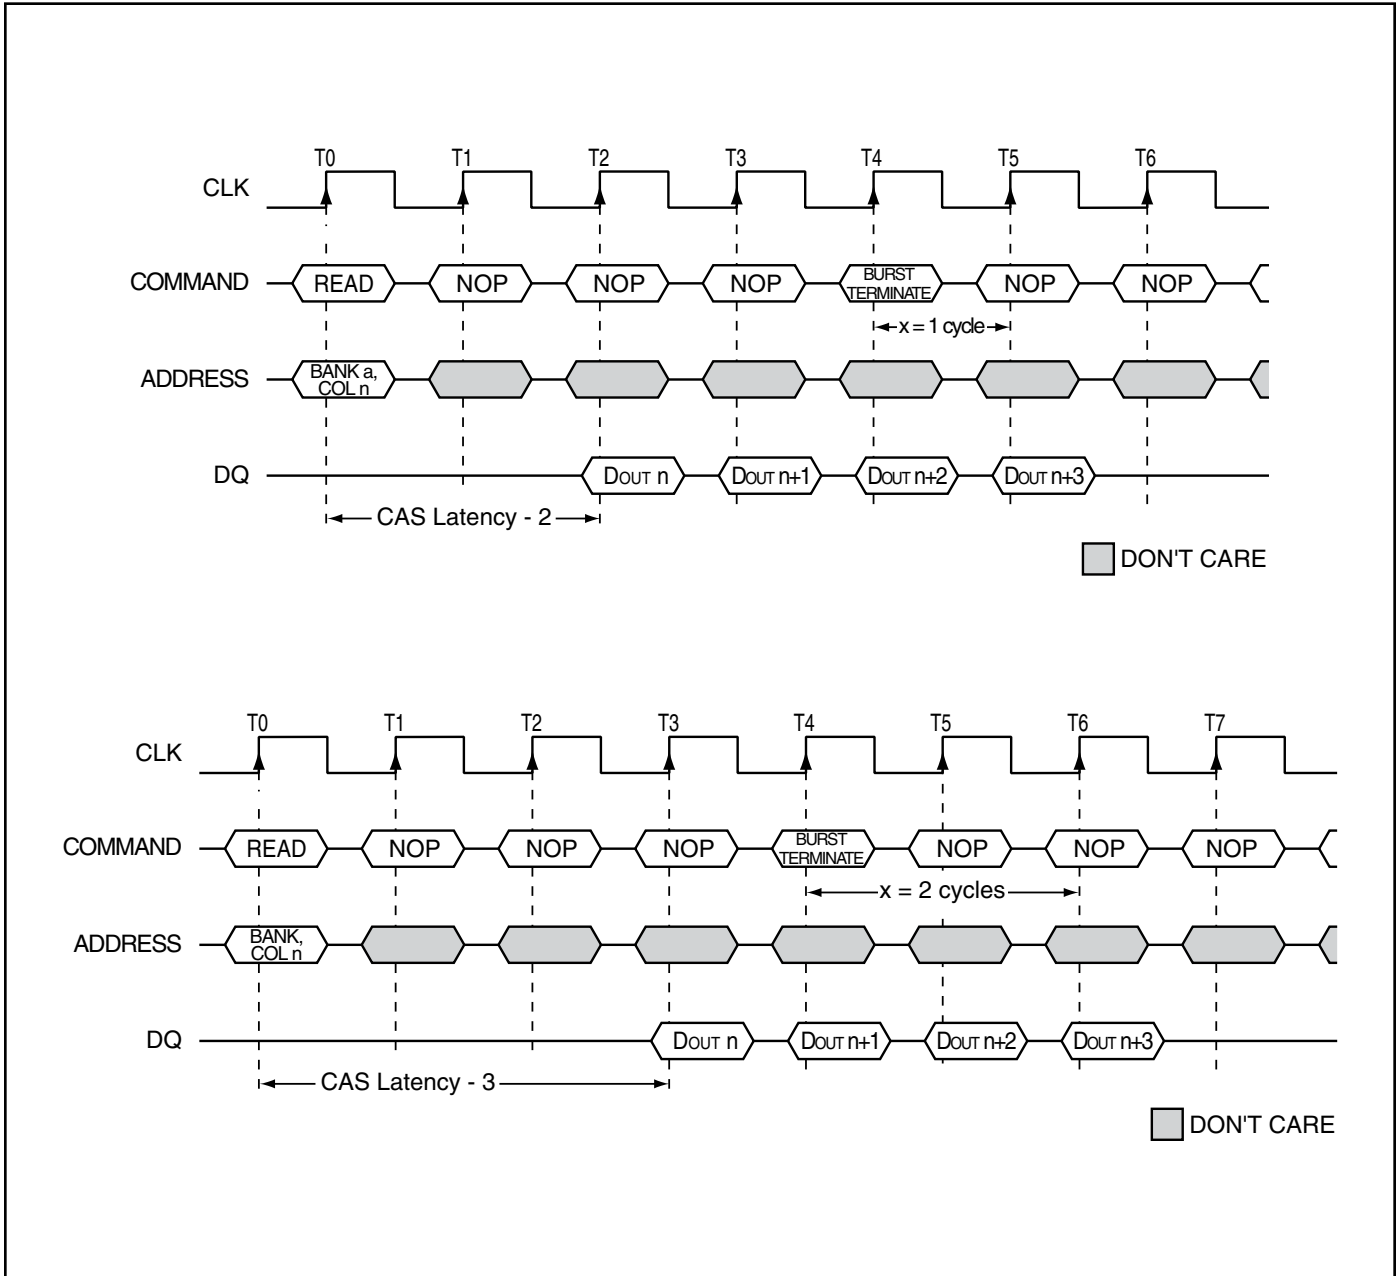 T0 T1 T2 T3 T4 T5 T6
CLK
COMMAND READ NOP NOP NOP BURST TERMINATE NOP NOP
x = 1 cycle
ADDRESS BANK a, COL n
DQ DOUT n DOUT n+1 DOUT n+2 DOUT n+3
CAS Latency - 2
DON'T CARE
T0 T1 T2 T3 T4 T5 T6 T7
CLK
COMMAND READ NOP NOP NOP BURST TERMINATE NOP NOP NOP
x = 2 cycles
ADDRESS BANK, COL n
DQ DOUT n DOUT n+1 DOUT n+2 DOUT n+3
CAS Latency - 3
DON'T CARE